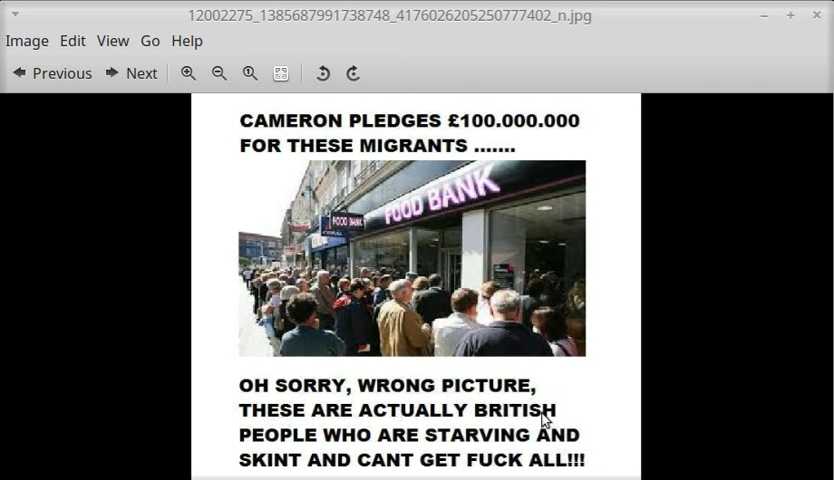 12002275_1385687991738748_4176026205250777402_n.jpg
Image Edit View Go Help
Previous Next
CAMERON PLEDGES £100.000.000
FOR THESE MIGRANTS .......
FOOD BANK
FOOD BANK
OH SORRY, WRONG PICTURE,
THESE ARE ACTUALLY BRITISH
PEOPLE WHO ARE STARVING AND
SKINT AND CANT GET FUCK ALL!!!